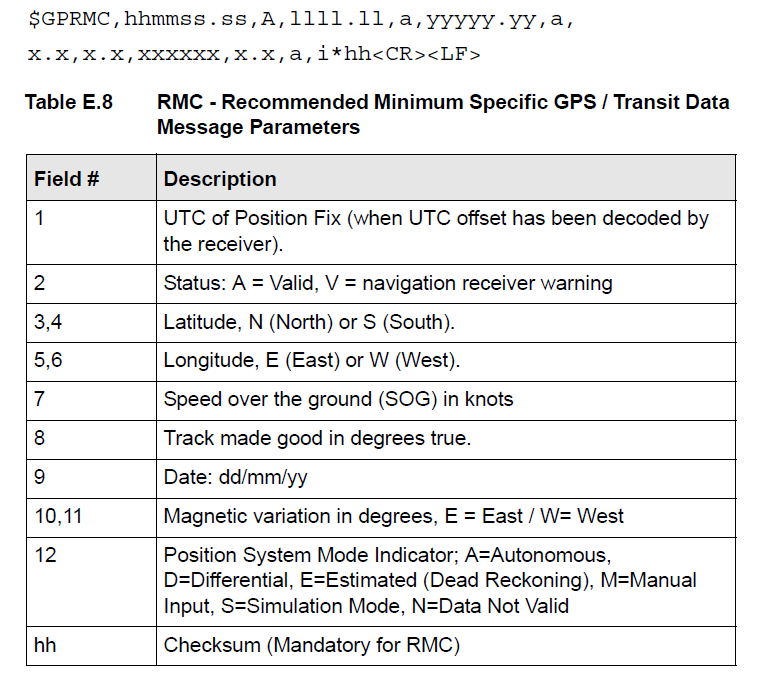 $GPRMC,hhmmss.ss,A,llll.ll,a,yyyyy.yy,a,
x.x,x.x,xxxxxx,x.x,a,i*hh<CR><LF>
Table E.8 RMC - Recommended Minimum Specific GPS / Transit Data
Message Parameters
Field # Description
1 UTC of Position Fix (when UTC offset has been decoded by
the receiver).
2 Status: A = Valid, V = navigation receiver warning
3,4 Latitude, N (North) or S (South).
5,6 Longitude, E (East) or W (West).
7 Speed over the ground (SOG) in knots
8 Track made good in degrees true.
9 Date: dd/mm/yy
10,11 Magnetic variation in degrees, E = East / W= West
12 Position System Mode Indicator; A=Autonomous,
D=Differential, E=Estimated (Dead Reckoning), M=Manual
Input, S=Simulation Mode, N=Data Not Valid
hh Checksum (Mandatory for RMC)